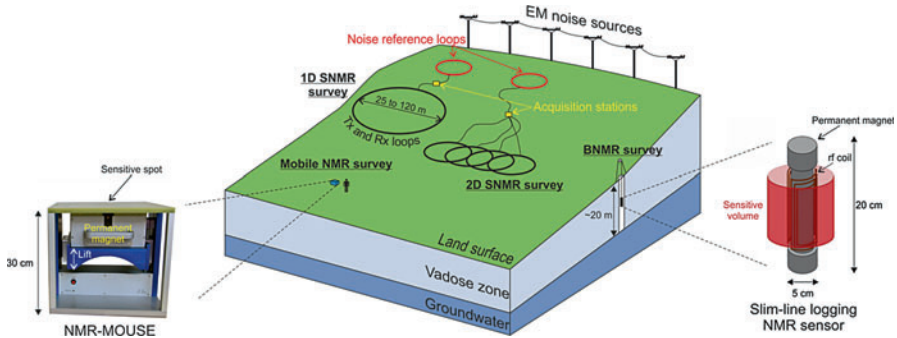 EM noise sources
Noise reference loops
1D SNMR
survey
25 to 120 m
Tx and Rx loops
Acquisition stations
Mobile NMR survey
2D SNMR survey
BNMR
survey
~20 m
Land surface
Vadose zone
Groundwater
Sensitive spot
Permanent
magnet
Lift
30 cm
NMR-MOUSE
Permanent magnet
rf coil
Sensitive
volume
20 cm
5 cm
Slim-line logging
NMR sensor